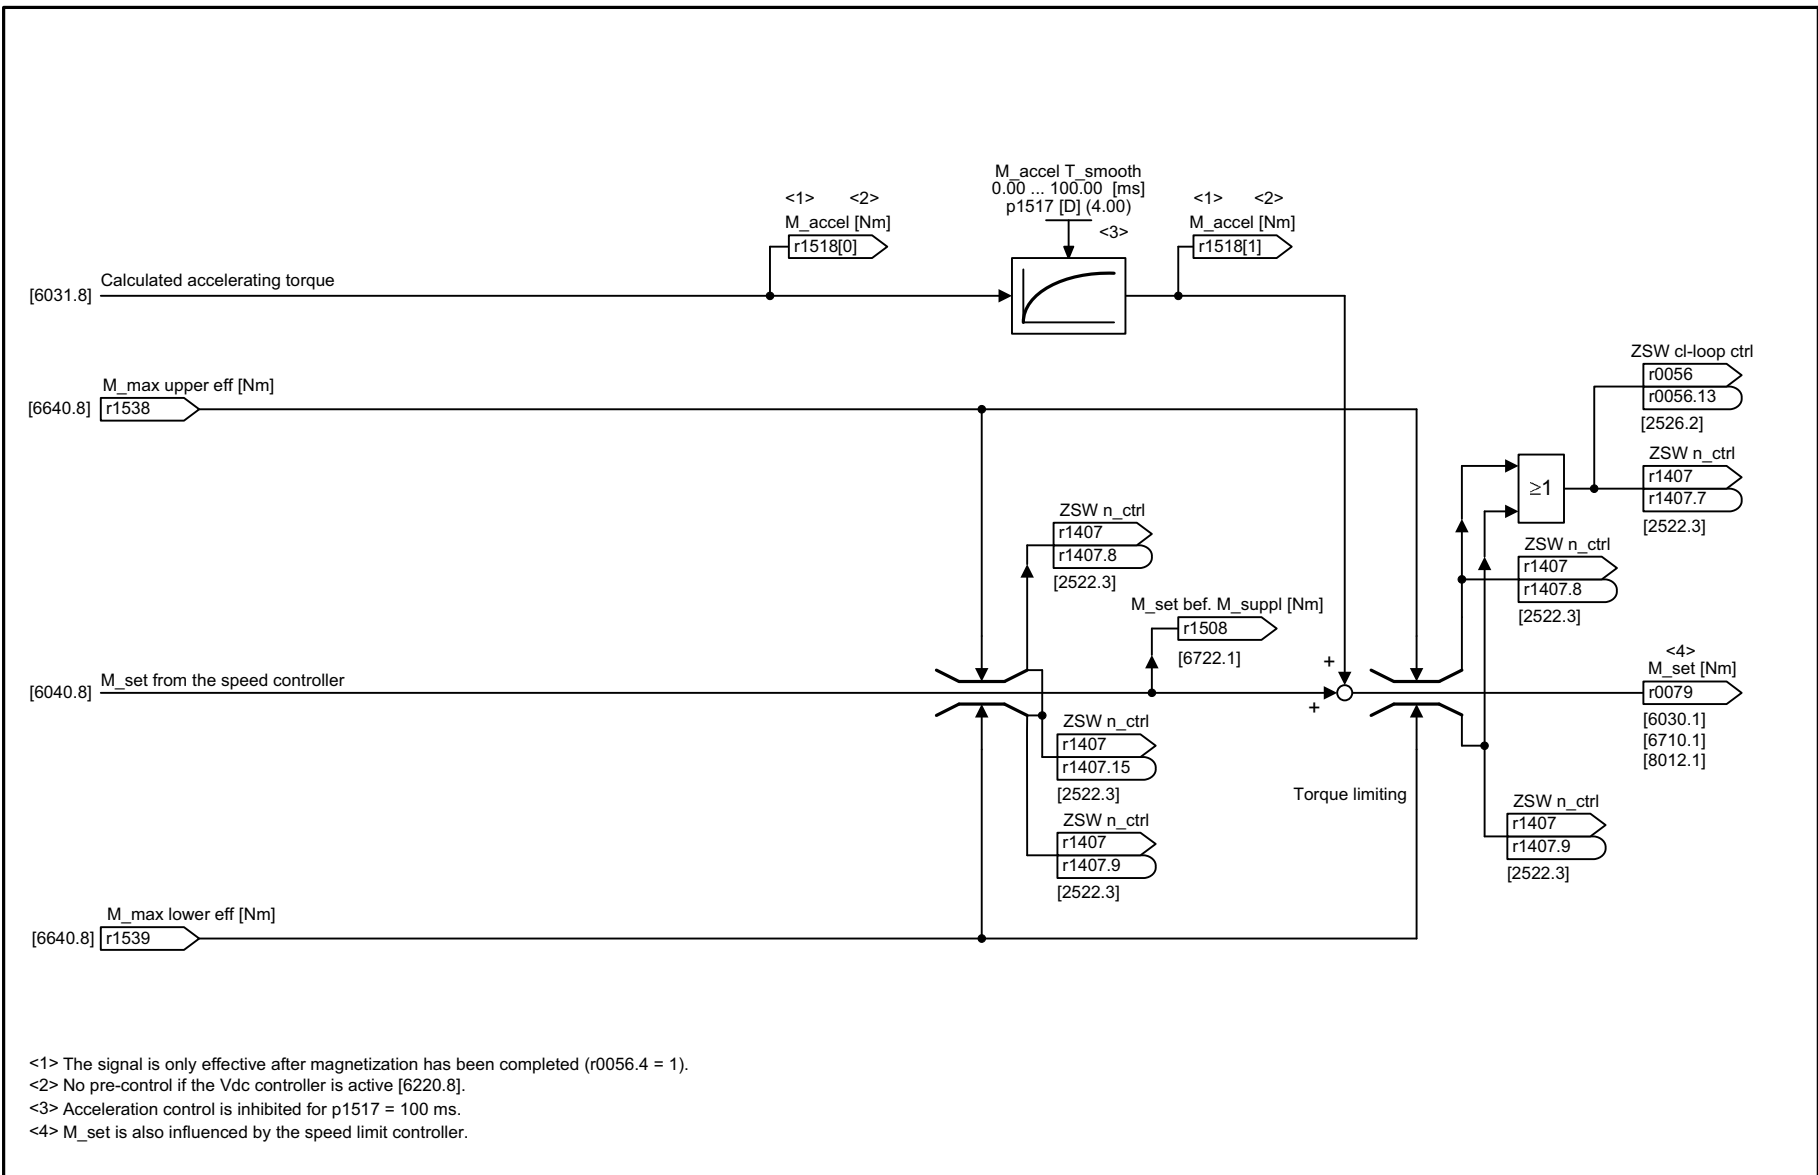 M_accel T_smooth
0.00 ... 100.00 [ms]
p1517 [D] (4.00)
<3>
<1> <2>
M_accel [Nm]
r1518[0]
<1> <2>
M_accel [Nm]
r1518[1]
[6031.8]
Calculated accelerating torque
M_max upper eff [Nm]
[6640.8]
r1538
ZSW cl-loop ctrl
r0056
r0056.13
[2526.2]
ZSW n_ctrl
r1407
r1407.7
[2522.3]
≥1
ZSW n_ctrl
r1407
r1407.8
[2522.3]
ZSW n_ctrl
r1407
r1407.8
[2522.3]
M_set bef. M_suppl [Nm]
r1508
[6722.1]
[6040.8]
M_set from the speed controller
+
+
<4>
M_set [Nm]
r0079
[6030.1]
[6710.1]
[8012.1]
ZSW n_ctrl
r1407
r1407.15
[2522.3]
Torque limiting
ZSW n_ctrl
r1407
r1407.9
[2522.3]
ZSW n_ctrl
r1407
r1407.9
[2522.3]
M_max lower eff [Nm]
[6640.8]
r1539
<1> The signal is only effective after magnetization has been completed (r0056.4 = 1).
<2> No pre-control if the Vdc controller is active [6220.8].
<3> Acceleration control is inhibited for p1517 = 100 ms.
<4> M_set is also influenced by the speed limit controller.